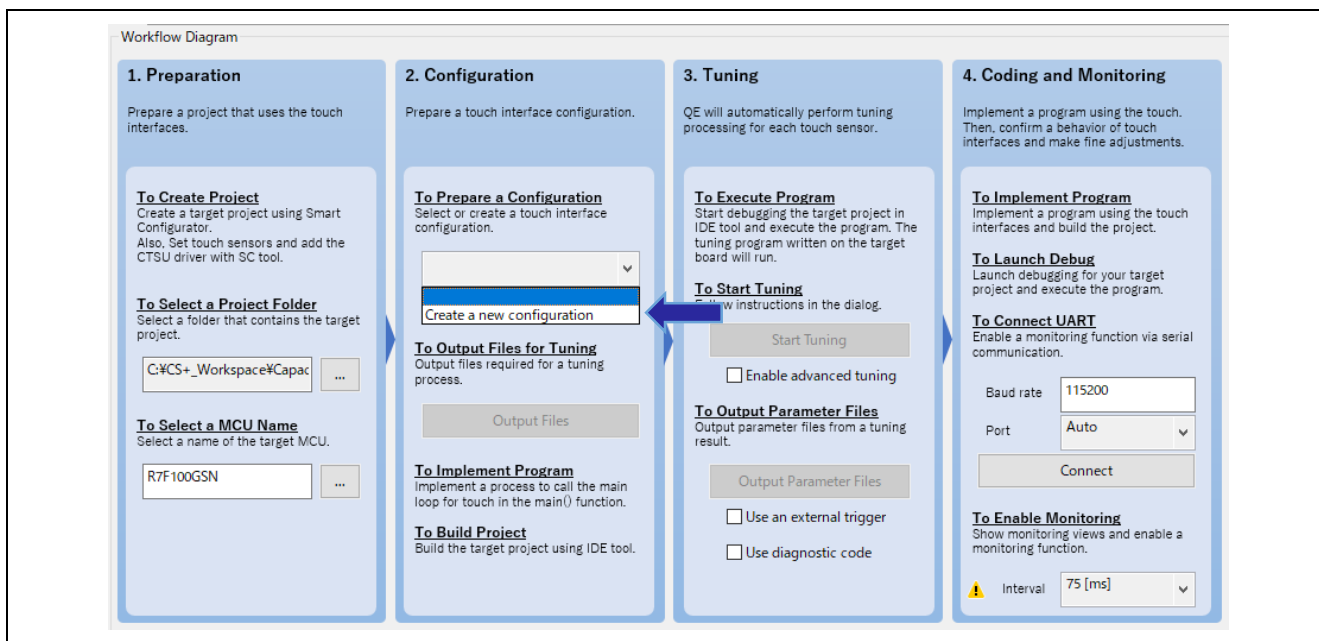 Workflow Diagram
1. Preparation
Prepare a project that uses the touch
interfaces.
To Create Project
Create a target project using Smart
Configurator.
Also, Set touch sensors and add the
CTSU driver with SC tool.
To Select a Project Folder
Select a folder that contains the target
project.
C:¥CS+_Workspace¥Capac
...
To Select a MCU Name
Select a name of the target MCU.
R7F100GSN
...
2. Configuration
Prepare a touch interface configuration.
To Prepare a Configuration
Select or create a touch interface
configuration.
Create a new configuration
To Output Files for Tuning
Output files required for a tuning
process.
Output Files
To Implement Program
Implement a process to call the main
loop for touch in the main() function.
To Build Project
Build the target project using IDE tool.
3. Tuning
QE will automatically perform tuning
processing for each touch sensor.
To Execute Program
Start debugging the target project in
IDE tool and execute the program. The
tuning program written on the target
board will run.
To Start Tuning
instructions in the dialog.
Start Tuning
Enable advanced tuning
To Output Parameter Files
Output parameter files from a tuning
result.
Output Parameter Files
Use an external trigger
Use diagnostic code
4. Coding and Monitoring
Implement a program using the touch.
Then, confirm a behavior of touch
interfaces and make fine adjustments.
To Implement Program
Implement a program using the touch
interfaces and build the project.
To Launch Debug
Launch debugging for your target
project and execute the program.
To Connect UART
Enable a monitoring function via serial
communication.
Baud rate 115200
Port Auto
Connect
To Enable Monitoring
Show monitoring views and enable a
monitoring function.
Interval 75 [ms]